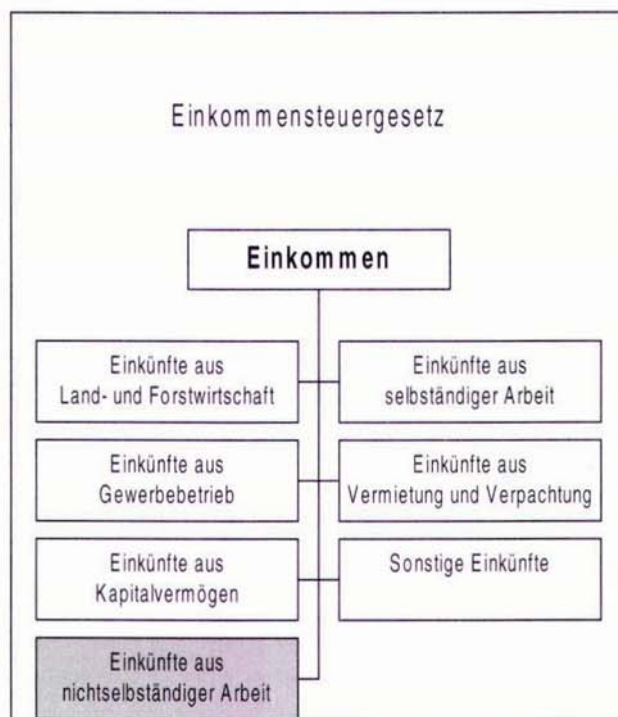 Einkommensteuergesetz
Einkommen
Einkünfte aus
Land- und Forstwirtschaft
Einkünfte aus
selbständiger Arbeit
Einkünfte aus
Gewerbebetrieb
Einkünfte aus
Vermietung und Verpachtung
Einkünfte aus
Kapitalvermögen
Sonstige Einkünfte
Einkünfte aus
nichtselbständiger Arbeit